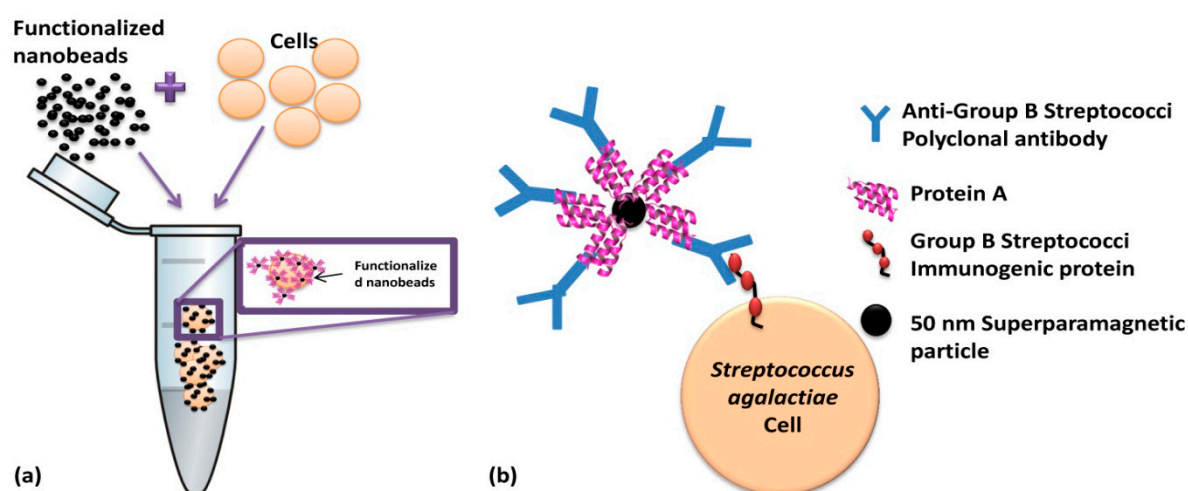 Functionalized
nanobeads
Cells
Functionalize
d nanobeads
(a)
Anti-Group B Streptococci
Polyclonal antibody
Protein A
Group B Streptococci
Immunogenic protein
50 nm Superparamagnetic
particle
Streptococcus
agalactiae
Cell
(b)